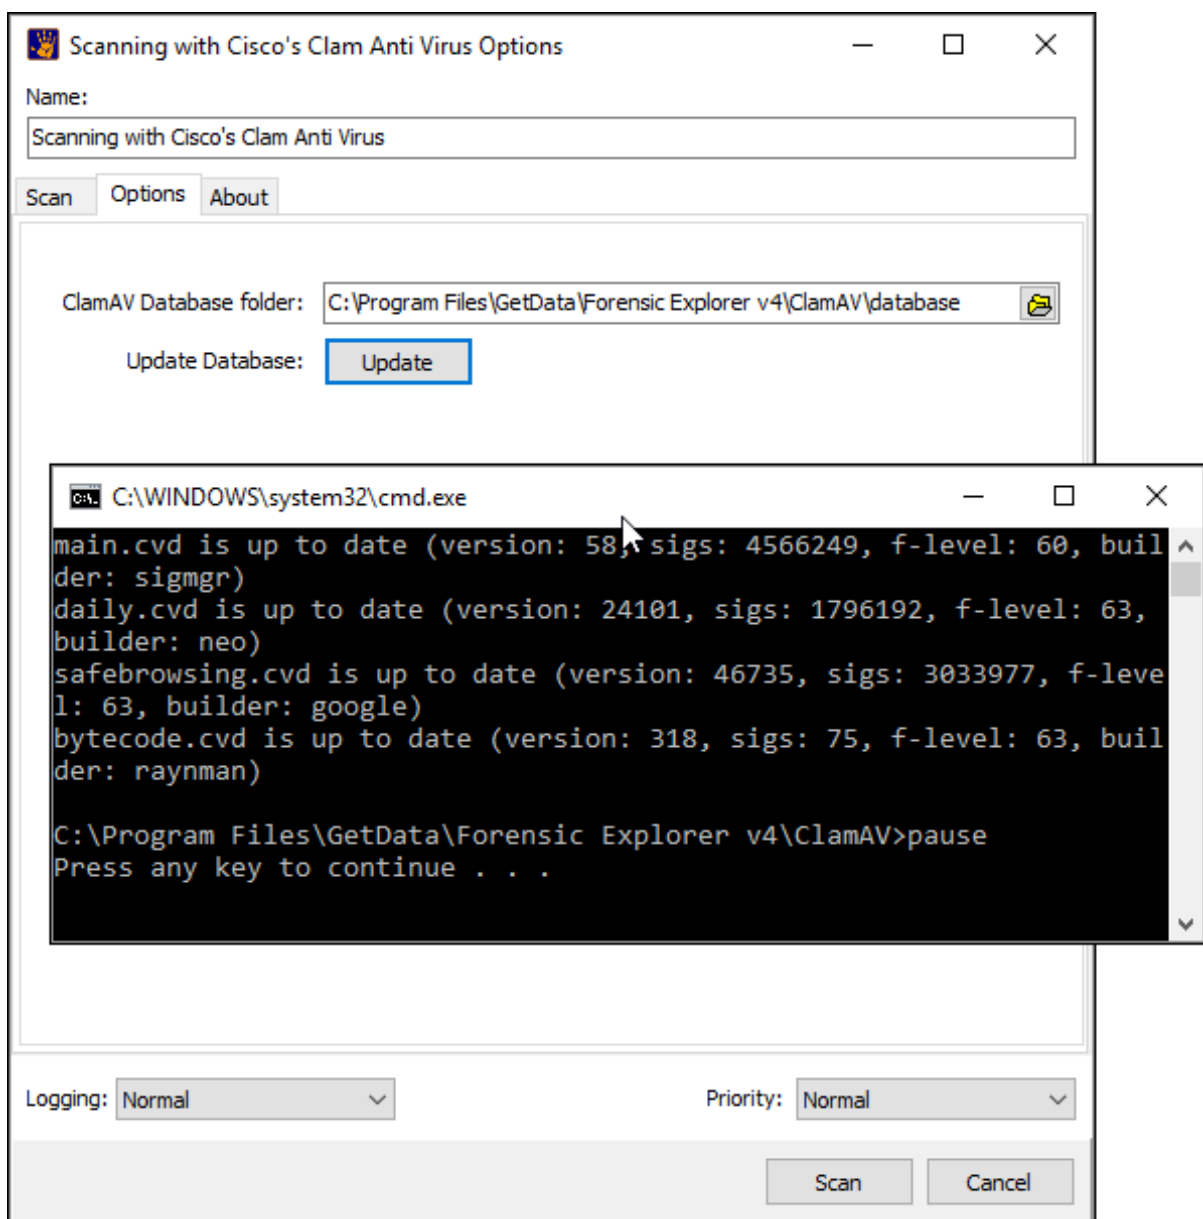 Scanning with Cisco's Clam Anti Virus Options
Name:
Scanning with Cisco's Clam Anti Virus
Scan Options About
ClamAV Database folder: C:\Program Files\GetData\Forensic Explorer v4\ClamAV\database
Update Database: Update
C:\WINDOWS\system32\cmd.exe
main.cvd is up to date (version: 58, sigs: 4566249, f-level: 60, buil
der: sigmgr)
daily.cvd is up to date (version: 24101, sigs: 1796192, f-level: 63,
builder: neo)
safebrowsing.cvd is up to date (version: 46735, sigs: 3033977, f-leve
l: 63, builder: google)
bytecode.cvd is up to date (version: 318, sigs: 75, f-level: 63, buil
der: raynman)
C:\Program Files\GetData\Forensic Explorer v4\ClamAV>pause
Press any key to continue . . .
Logging: Normal Priority: Normal
Scan Cancel